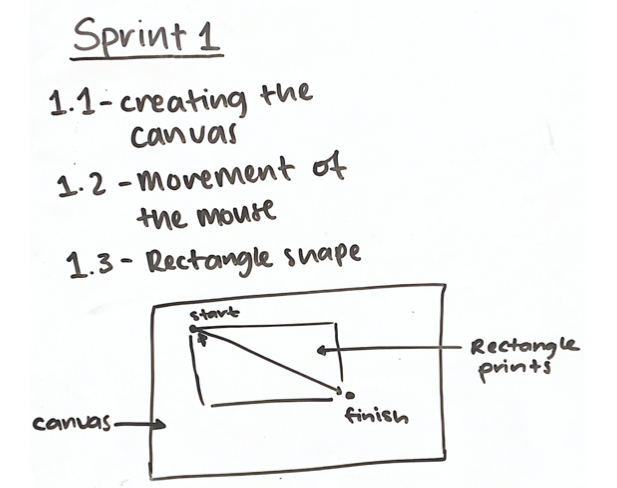 Sprint 1
1.1 - creating the
canvas
1.2 - Movement of
the mouse
1.3 - Rectangle shape
start
Rectangle
prints
canvas
finish